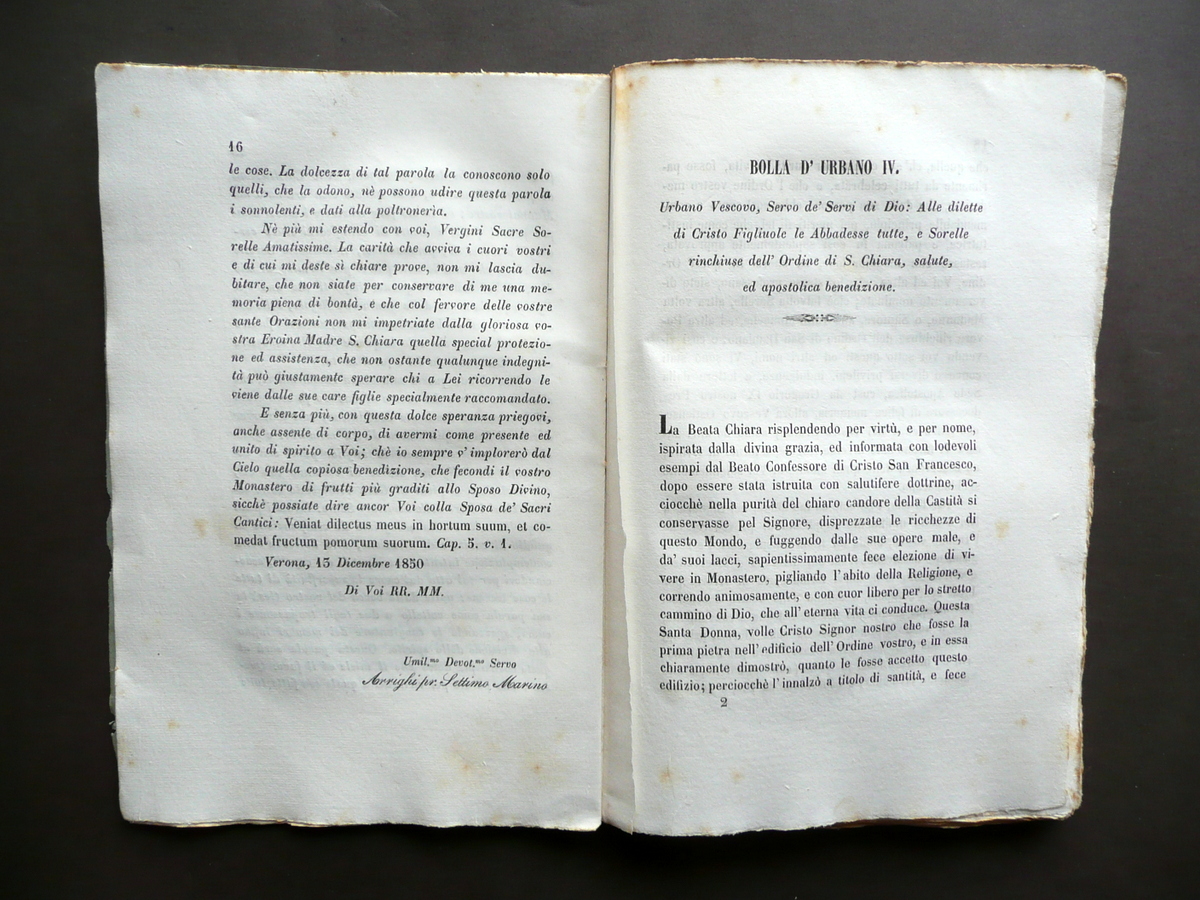 16
le cose. La dolcezza di tal parola la conoscono solo
quelli, che la odono, nè possono udire questa parola
i sonnolenti, e dati alla poltronerìa.
Nè più mi estendo con voi, Vergini Sacre So-
relle Amatissime. La carità che avviva i cuori vostri
e di cui mi deste sì chiare prove, non mi lascia du-
bitare, che non siate per conservare di me una me-
moria piena di bontà, e che col fervore delle vostre
sante Orazioni non mi impetriate dalla gloriosa vo-
stra Eroina Madre S. Chiara quella special protezio-
ne ed assistenza, che non ostante qualunque indegni-
tà può giustamente sperare chi a Lei ricorrendo le
viene dalle sue care figlie specialmente raccomandato.
E senza più, con questa dolce speranza priegovi,
anche assente di corpo, di avermi come presente ed
unito di spirito a Voi; chè io sempre v' implorerò dal
Cielo quella copiosa benedizione, che fecondi il vostro
Monastero di frutti più graditi allo Sposo Divino,
sicchè possiate dire ancor Voi colla Sposa de' Sacri
Cantici: Veniat dilectus meus in hortum suum, et co-
medat fructum pomorum suorum. Cap. 5. v. 1.
Verona, 13 Dicembre 1850
Di Voi RR. MM.
Umil.mo Devot.mo Servo
Arrighi pr. Settimo Marino
BOLLA D' URBANO IV.
Urbano Vescovo, Servo de' Servi di Dio: Alle dilette
di Cristo Figliuole le Abbadesse tutte, e Sorelle
rinchiuse dell' Ordine di S. Chiara, salute,
ed apostolica benedizione.
La Beata Chiara risplendendo per virtù, e per nome,
ispirata dalla divina grazia, ed informata con lodevoli
esempi dal Beato Confessore di Cristo San Francesco,
dopo essere stata istruita con salutifere dottrine, ac-
ciocchè nella purità del chiaro candore della Castità si
conservasse pel Signore, disprezzate le ricchezze di
questo Mondo, e fuggendo dalle sue opere male, e
da' suoi lacci, sapientissimamente fece elezione di vi-
vere in Monastero, pigliando l' abito della Religione, e
correndo animosamente, e con cuor libero per lo stretto
cammino di Dio, che all' eterna vita ci conduce. Questa
Santa Donna, volle Cristo Signor nostro che fosse la
prima pietra nell' edificio dell' Ordine vostro, e in essa
chiaramente dimostrò, quanto le fosse accetto questo
edifizio; perciocchè l' innalzò a titolo di santità, e fece
2